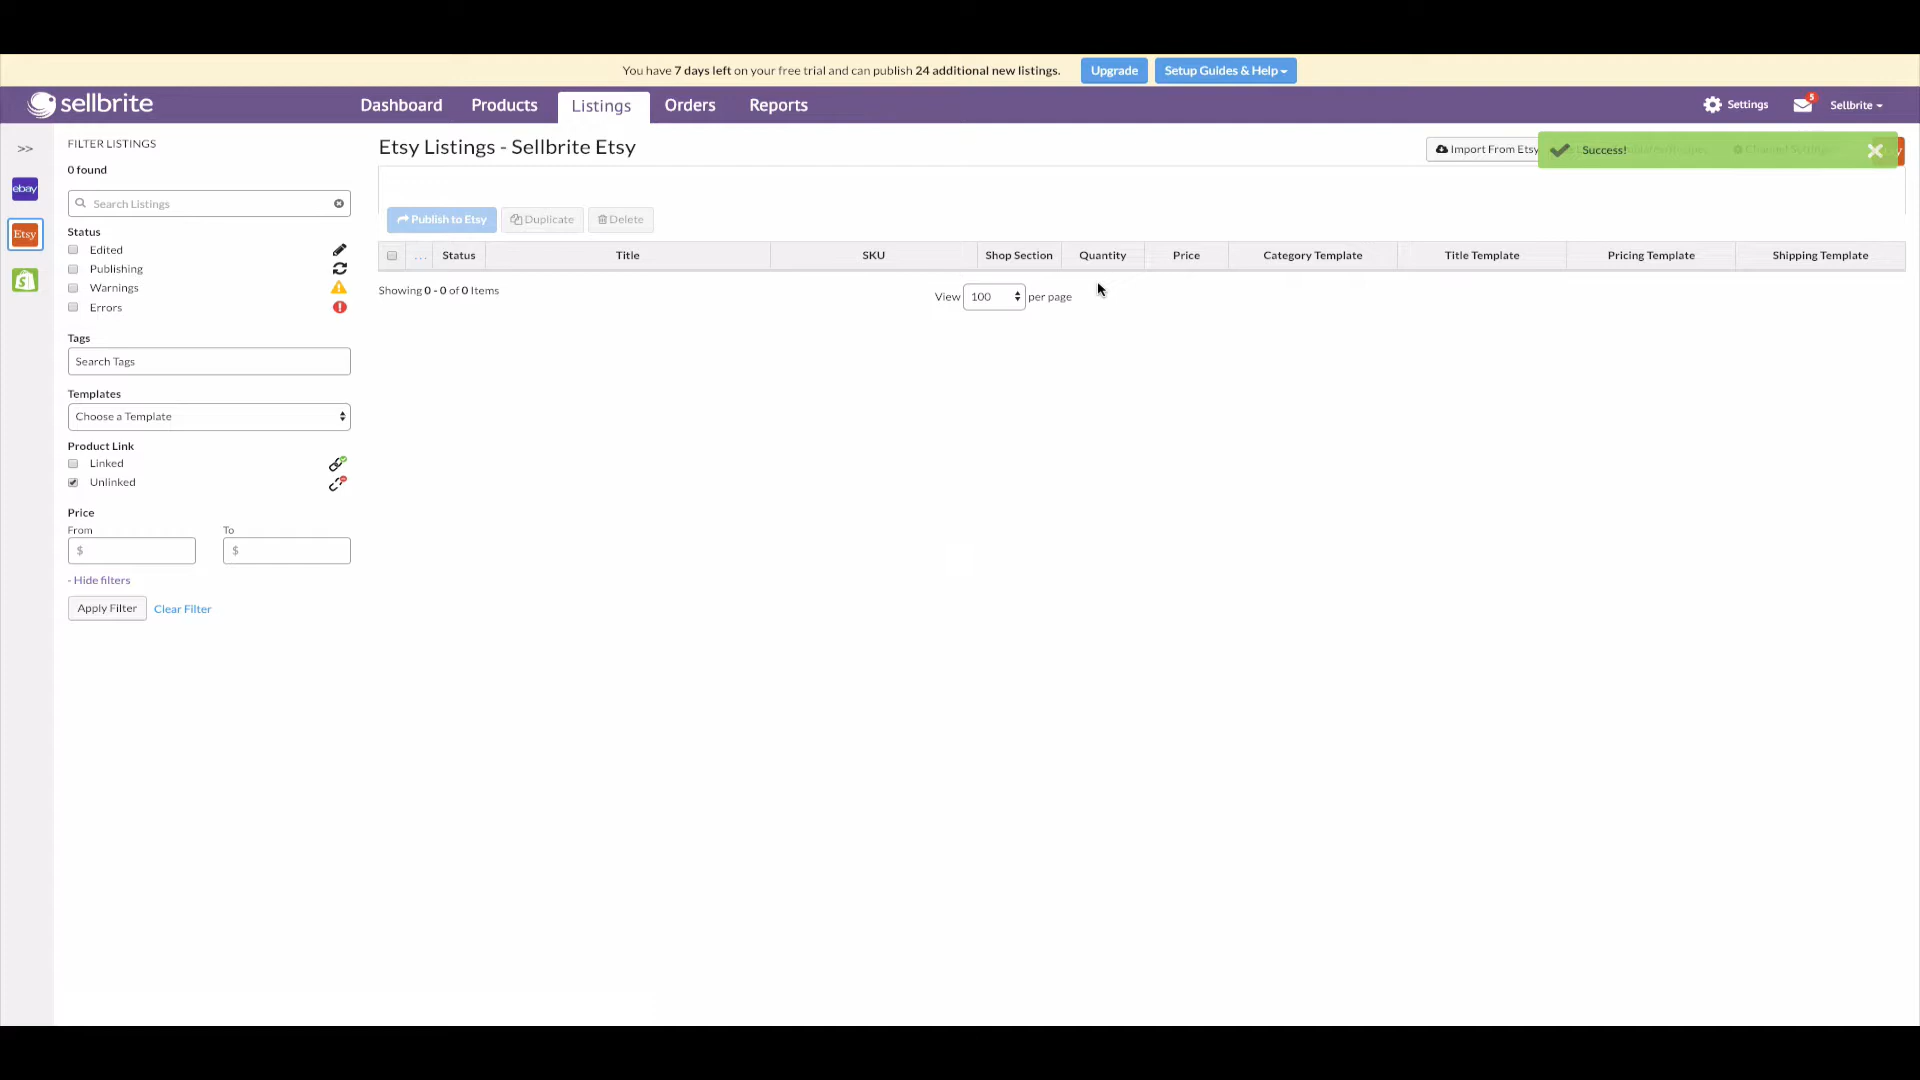 You have 7 days left on your free trial and can publish 24 additional new listings. Upgrade Setup Guides & Help
sellbrite Dashboard Products Listings Orders Reports Settings 5 Sellbrite
>> FILTER LISTINGS
0 found
Search Listings
Status
Edited
Publishing
Warnings
Errors
Tags
Search Tags
Templates
Choose a Template
Product Link
Linked
Unlinked
Price
From To
$ $
- Hide filters
Apply Filter Clear Filter
ebay
Etsy
Etsy Listings - Sellbrite Etsy
Import From Etsy Success!
Publish to Etsy Duplicate Delete
... Status Title SKU Shop Section Quantity Price Category Template Title Template Pricing Template Shipping Template
Showing 0 - 0 of 0 Items View 100 per page